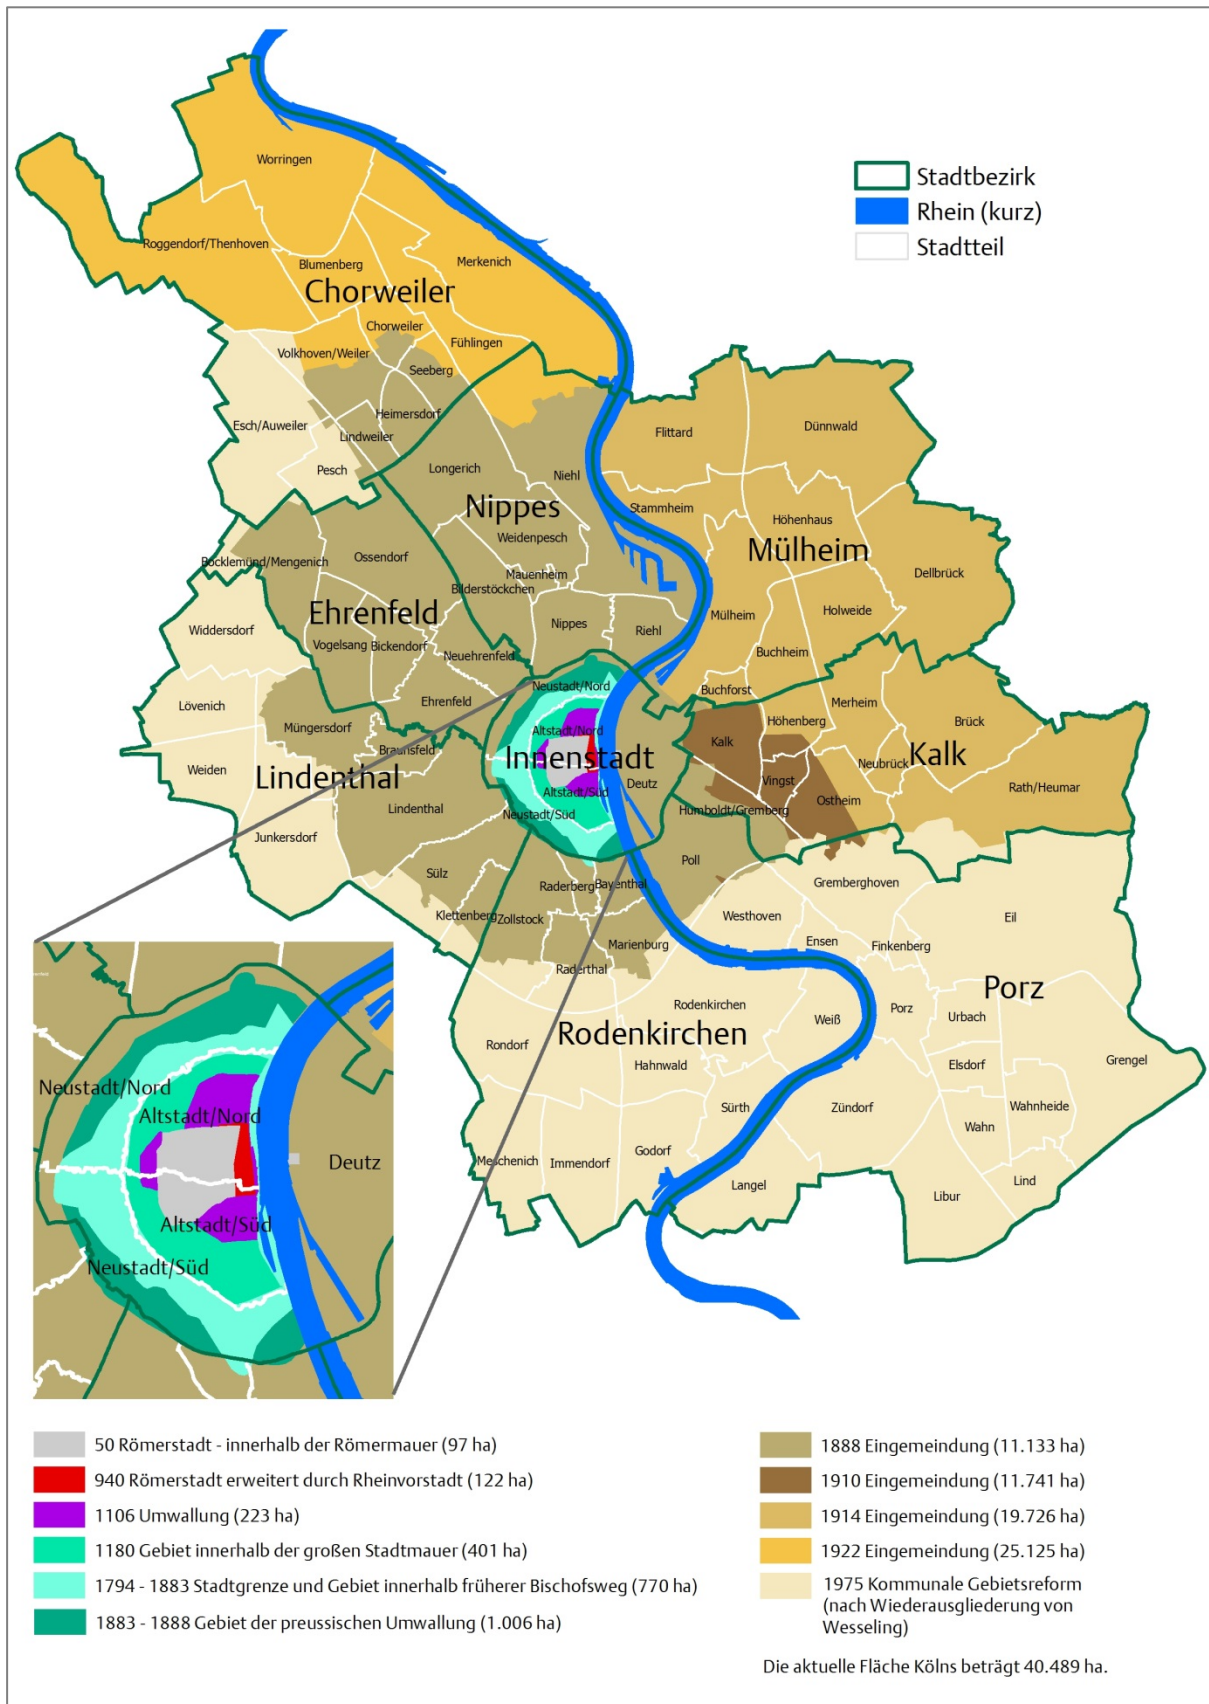 Stadtbezirk
Rhein (kurz)
Stadtteil
Worringen
Roggendorf/Thenhoven
Blumenberg
Merkenich
Chorweiler
Chorweiler
Volkhoven/Weiler
Fühlingen
Seeberg
Heimersdorf
Esch/Auweiler
Lindweiler
Pesch
Longerich
Niehl
Flittard
Dünnwald
Nippes
Stammheim
Höhenhaus
Weidenpesch
Mülheim
Bocklemünd/Mengenich
Ossendorf
Mauenheim
Bilderstöckchen
Dellbrück
Ehrenfeld
Holweide
Widdersdorf
Nippes
Riehl
Mülheim
Vogelsang
Bickendorf
Neuehrenfeld
Buchheim
Neustadt/Nord
Buchforst
Ehrenfeld
Merheim
Lövenich
Müngersdorf
Höhenberg
Brück
Altstadt/Nord
Kalk
Kalk
Braunsfeld
Innenstadt
Neubrück
Weiden
Lindenthal
Deutz
Vingst
Rath/Heumar
Altstadt/Süd
Ostheim
Lindenthal
Neustadt/Süd
Humboldt/Gremberg
Junkersdorf
Poll
Sülz
Raderberg
Bayenthal
Gremberghoven
Klettenberg
Zollstock
Westhoven
Eil
Marienburg
Ensen
Finkenberg
Raderthal
Porz
Rodenkirchen
Weiß
Porz
Urbach
Rodenkirchen
Rondorf
Hahnwald
Elsdorf
Grengel
Sürth
Zündorf
Wahnheide
Wahn
Godorf
Meschenich
Immendorf
Langel
Libur
Lind
Neustadt/Nord
Altstadt/Nord
Deutz
Altstadt/Süd
Neustadt/Süd
50 Römerstadt - innerhalb der Römermauer (97 ha)
940 Römerstadt erweitert durch Rheinvorstadt (122 ha)
1106 Umwallung (223 ha)
1180 Gebiet innerhalb der großen Stadtmauer (401 ha)
1794 - 1883 Stadtgrenze und Gebiet innerhalb früherer Bischofsweg (770 ha)
1883 - 1888 Gebiet der preussischen Umwallung (1.006 ha)
1888 Eingemeindung (11.133 ha)
1910 Eingemeindung (11.741 ha)
1914 Eingemeindung (19.726 ha)
1922 Eingemeindung (25.125 ha)
1975 Kommunale Gebietsreform
(nach Wiederausgliederung von
Wesseling)
Die aktuelle Fläche Kölns beträgt 40.489 ha.